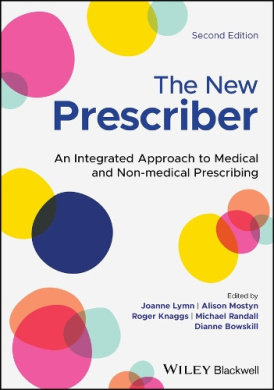 Second Edition
The New
Prescriber
An Integrated Approach to Medical
and Non-medical Prescribing
Edited by
Joanne Lymn | Alison Mostyn
Roger Knaggs | Michael Randall
Dianne Bowskill
WILEY Blackwell